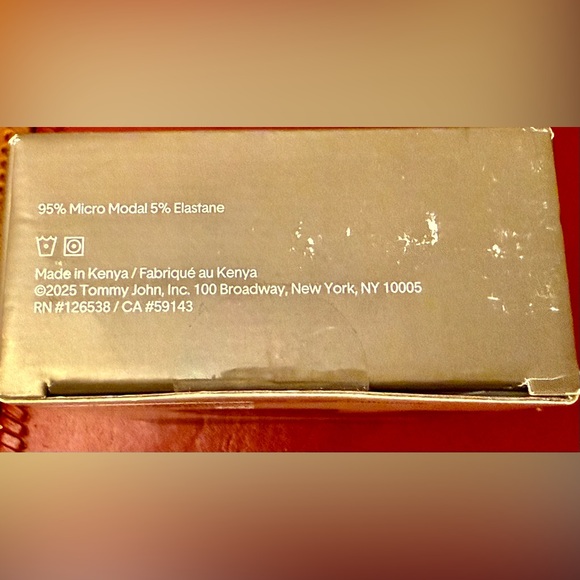 95% Micro Modal 5% Elastane
Made in Kenya / Fabriqué au Kenya
©2025 Tommy John, Inc. 100 Broadway, New York, NY 10005
RN #126538 / CA #59143